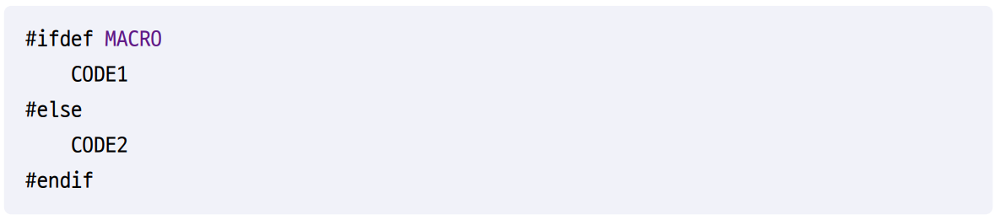 #ifdef MACRO
    CODE1
#else
    CODE2
#endif